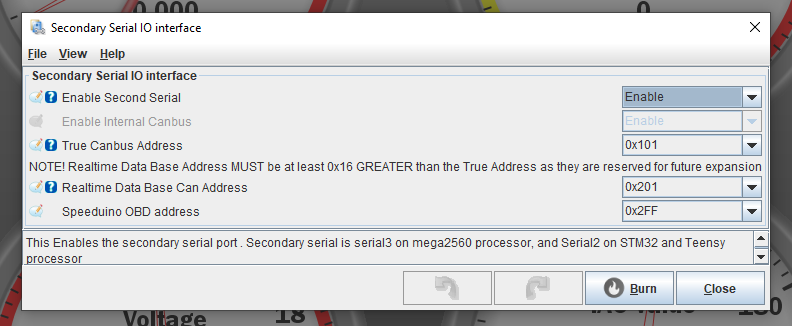 0.000
0
Secondary Serial IO interface
File View Help
Secondary Serial IO interface
Enable Second Serial Enable
Enable Internal Canbus Enable
True Canbus Address 0x101
NOTE! Realtime Data Base Address MUST be at least 0x16 GREATER than the True Address as they are reserved for future expansion
Realtime Data Base Can Address 0x201
Speeduino OBD address 0x2FF
This Enables the secondary serial port . Secondary serial is serial3 on mega2560 processor, and Serial2 on STM32 and Teensy
processor
Burn Close
Voltage 18